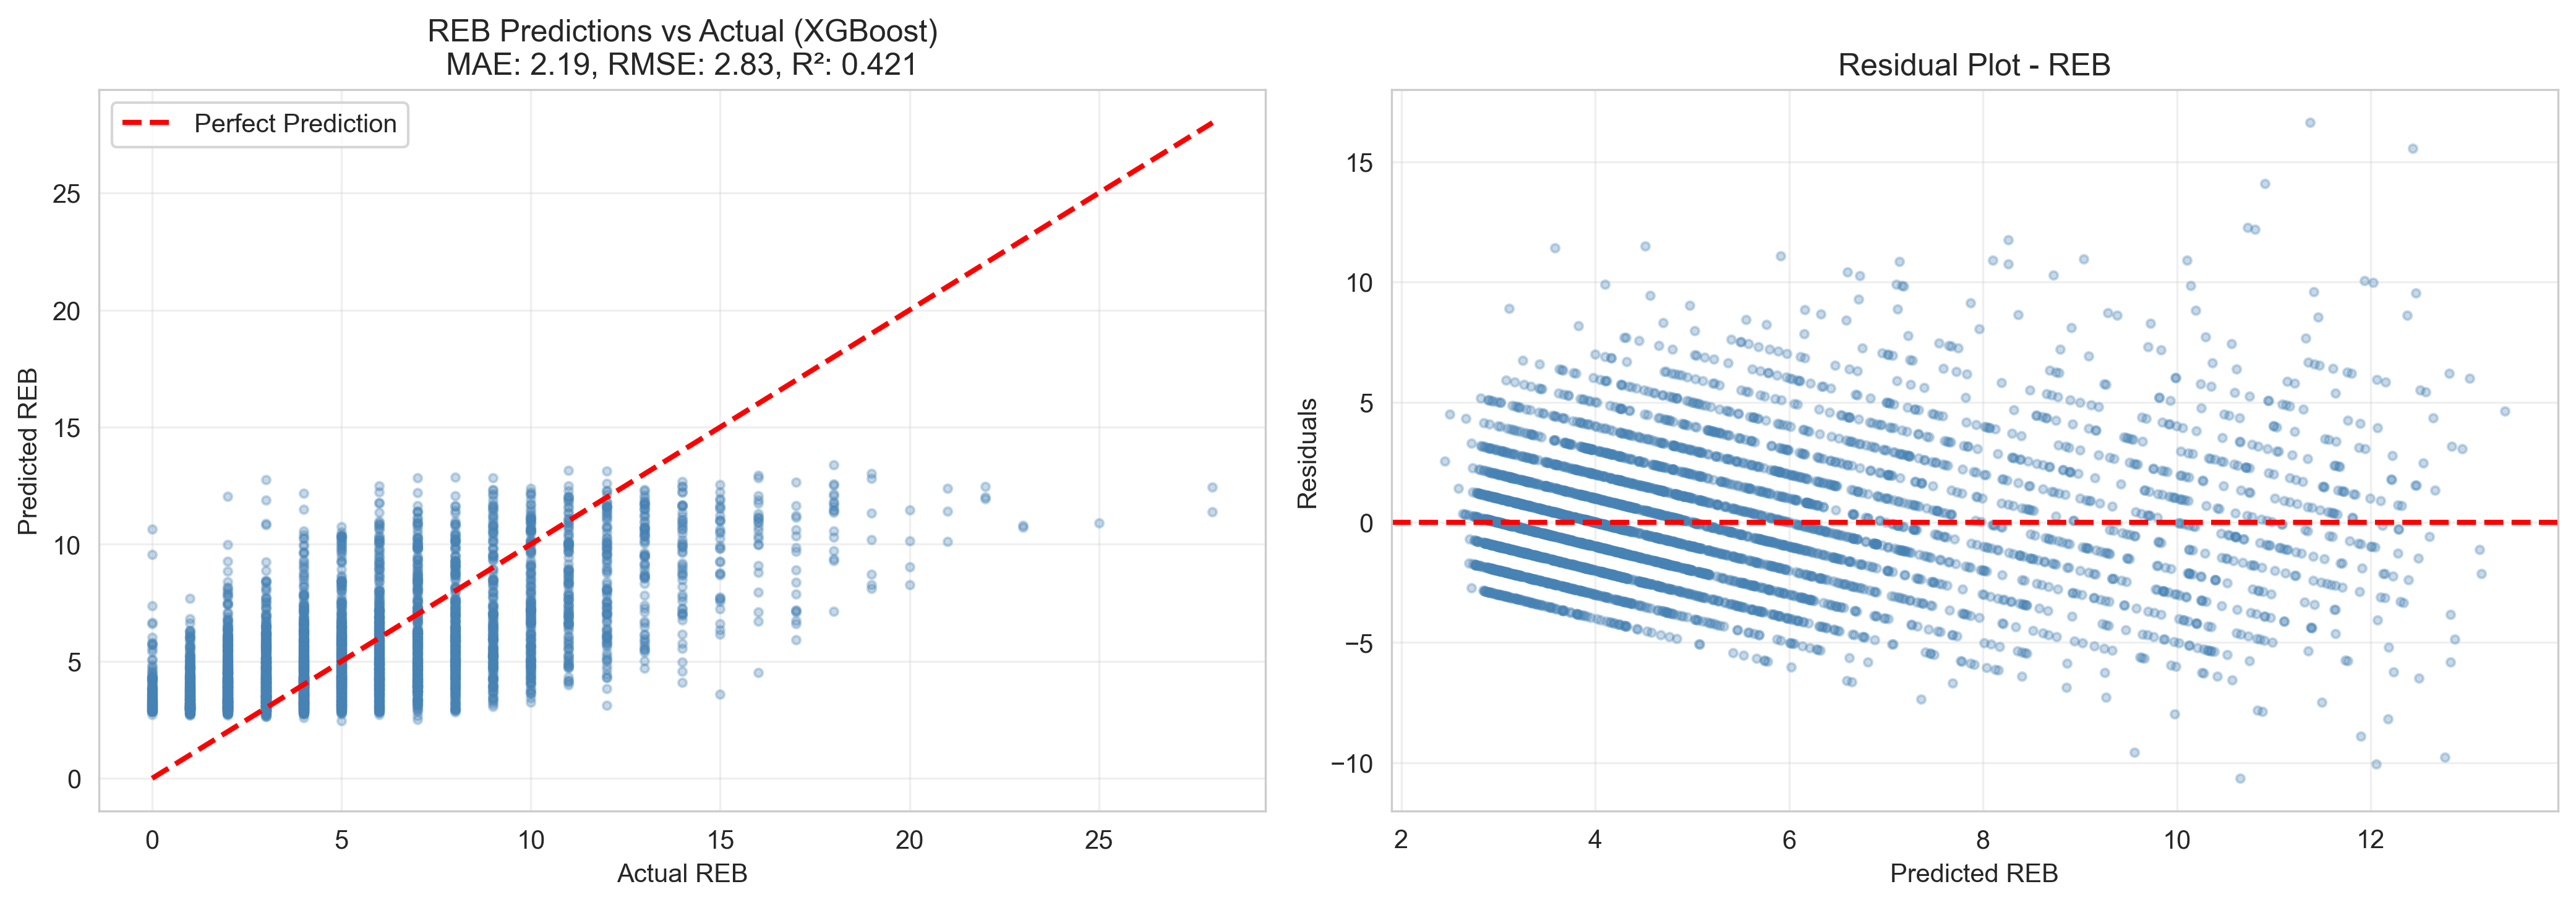 REB Predictions vs Actual (XGBoost)
MAE: 2.19, RMSE: 2.83, R²: 0.421
Perfect Prediction
Predicted REB
25
20
15
10
5
0
0 5 10 15 20 25
Actual REB
Residual Plot - REB
Residuals
15
10
5
0
−5
−10
2 4 6 8 10 12
Predicted REB